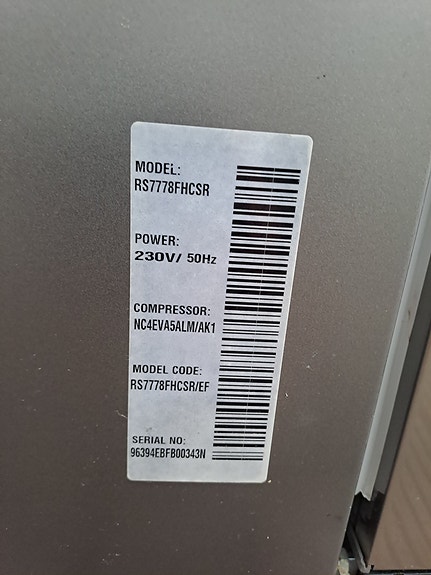 MODEL:
RS7778FHCSR
POWER:
230V/ 50Hz
COMPRESSOR:
NC4EVA5ALM/AK1
MODEL CODE:
RS7778FHCSR/EF
SERIAL NO:
96394EBFB00343N